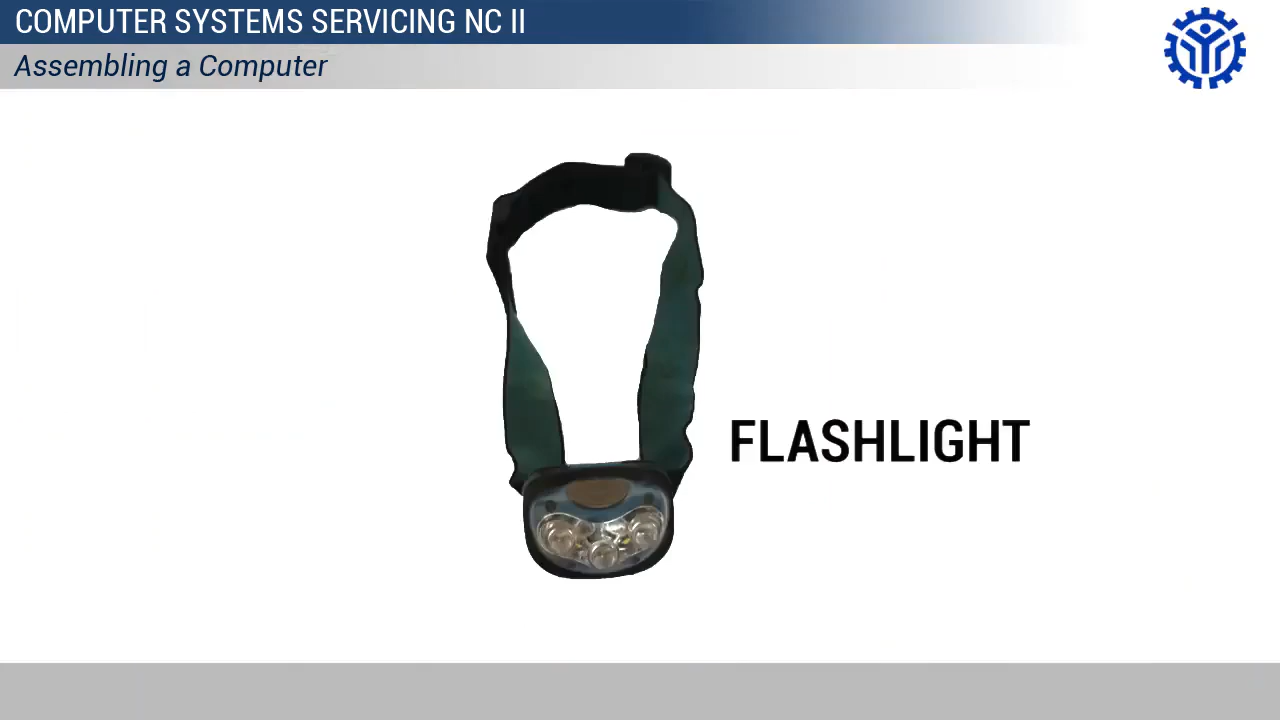 COMPUTER SYSTEMS SERVICING NC II
Assembling a Computer
FLASHLIGHT